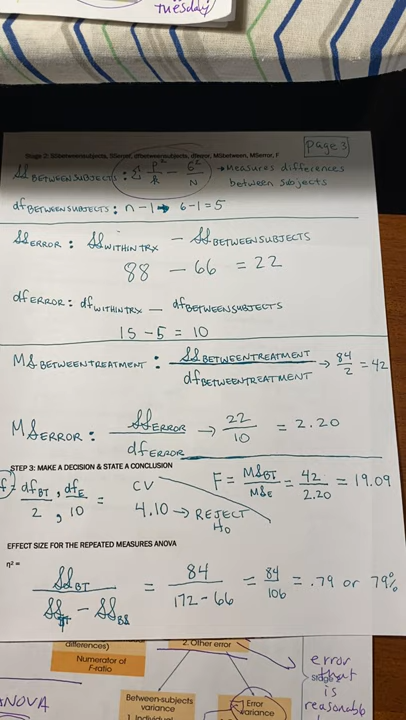 Tuesday
page 3
Stage 2: SSbetweensubjects, SSerror, dfbetweensubjects, dferror, MSbetween, MSerror, F
SS BETWEEN SUBJECTS : Σ P²/k − G²/N → Measures differences between subjects
df BETWEEN SUBJECTS : n − 1 → 6 − 1 = 5
SS ERROR : SS WITHIN TRX − SS BETWEEN SUBJECTS
88 − 66 = 22
df ERROR : df WITHIN TRX − df BETWEEN SUBJECTS
15 − 5 = 10
MS BETWEEN TREATMENT : SS BETWEEN TREATMENT / df BETWEEN TREATMENT → 84/2 = 42
MS ERROR : SS ERROR / df ERROR → 22/10 = 2.20
STEP 3: MAKE A DECISION & STATE A CONCLUSION
f = df BT, df E = CV F = MS BT / MS E = 42/2.20 = 19.09
2, 10 4.10 → REJECT H₀
EFFECT SIZE FOR THE REPEATED MEASURES ANOVA
η² =
SS BT / SS T − SS BS = 84 / 172 − 66 = 84/106 = .79 or 79%
differences)
2. Other error
Numerator of
F-ratio
Between-subjects
variance
1. Individual
Error
variance
error
that
is
reasonable
ANOVA